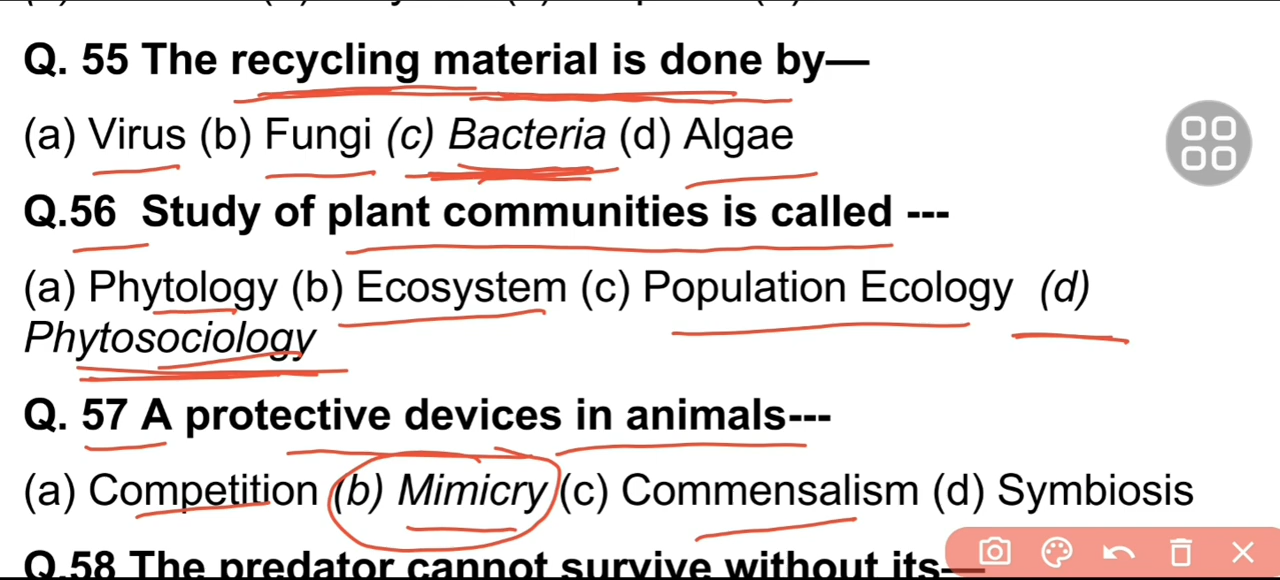 Q. 55 The recycling material is done by—
(a) Virus (b) Fungi (c) Bacteria (d) Algae
Q.56 Study of plant communities is called ---
(a) Phytology (b) Ecosystem (c) Population Ecology (d)
Phytosociology
Q. 57 A protective devices in animals---
(a) Competition (b) Mimicry (c) Commensalism (d) Symbiosis
Q.58 The predator cannot survive without its—